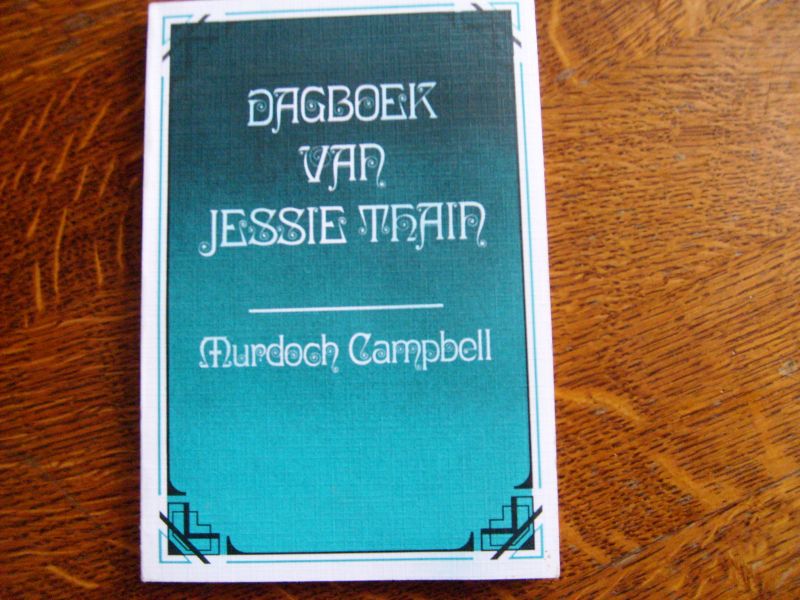 DAGBOEK
VAN
JESSIE THAIN
Murdoch Campbell